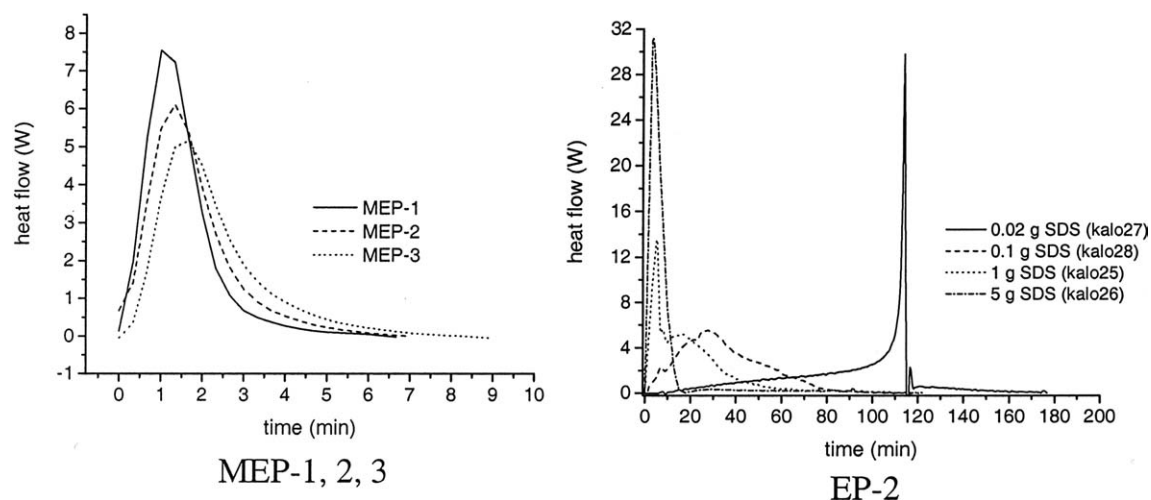 8
7
6
5
4
3
2
1
0
-1
heat flow (W)
MEP-1
MEP-2
MEP-3
0 1 2 3 4 5 6 7 8 9 10
time (min)
MEP-1, 2, 3
32
28
24
20
16
12
8
4
0
heat flow (W)
0.02 g SDS (kalo27)
0.1 g SDS (kalo28)
1 g SDS (kalo25)
5 g SDS (kalo26)
0 20 40 60 80 100 120 140 160 180 200
time (min)
EP-2